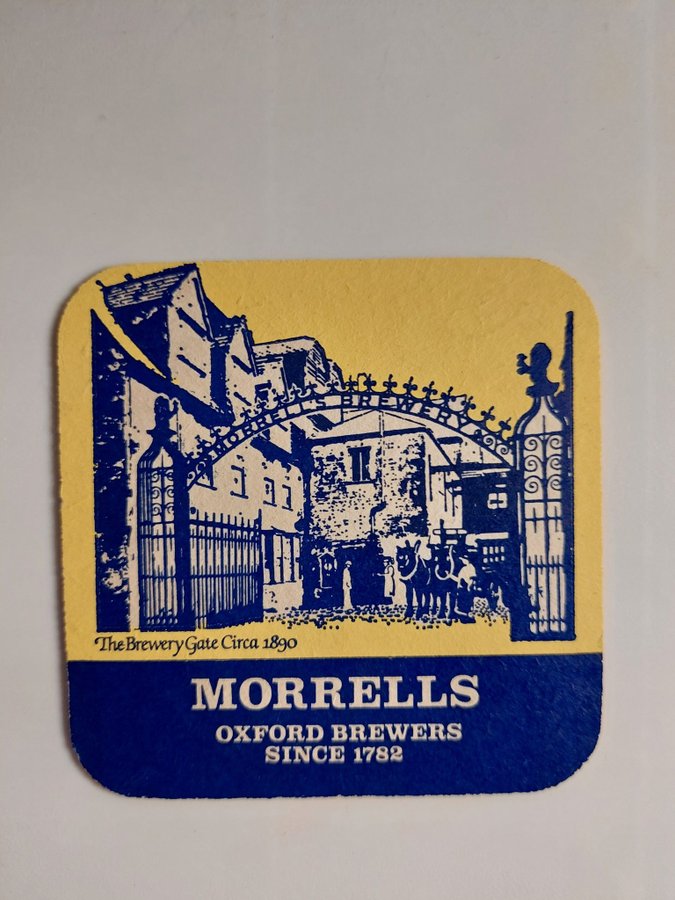 MORRELLS BREWERY
The Brewery Gate Circa 1890
MORRELLS
OXFORD BREWERS
SINCE 1782